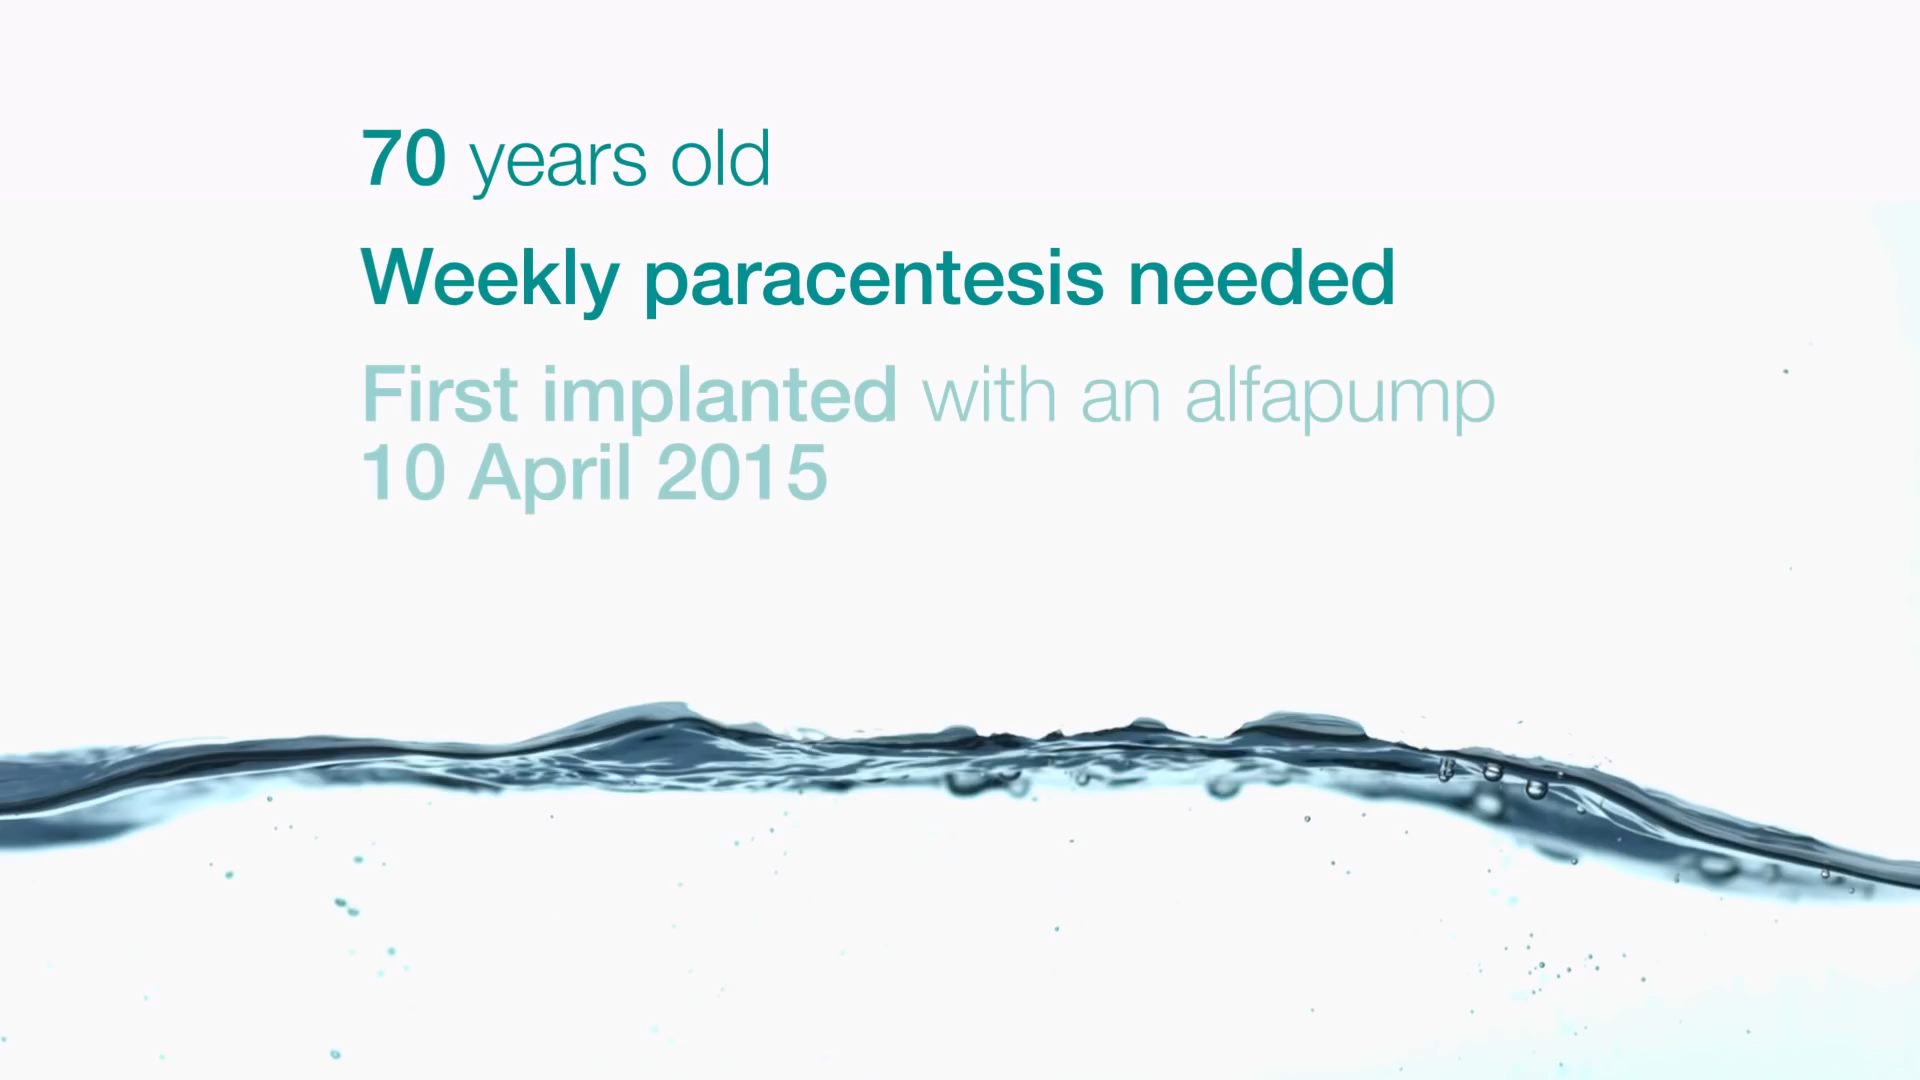 70 years old
Weekly paracentesis needed
First implanted with an alfapump
10 April 2015